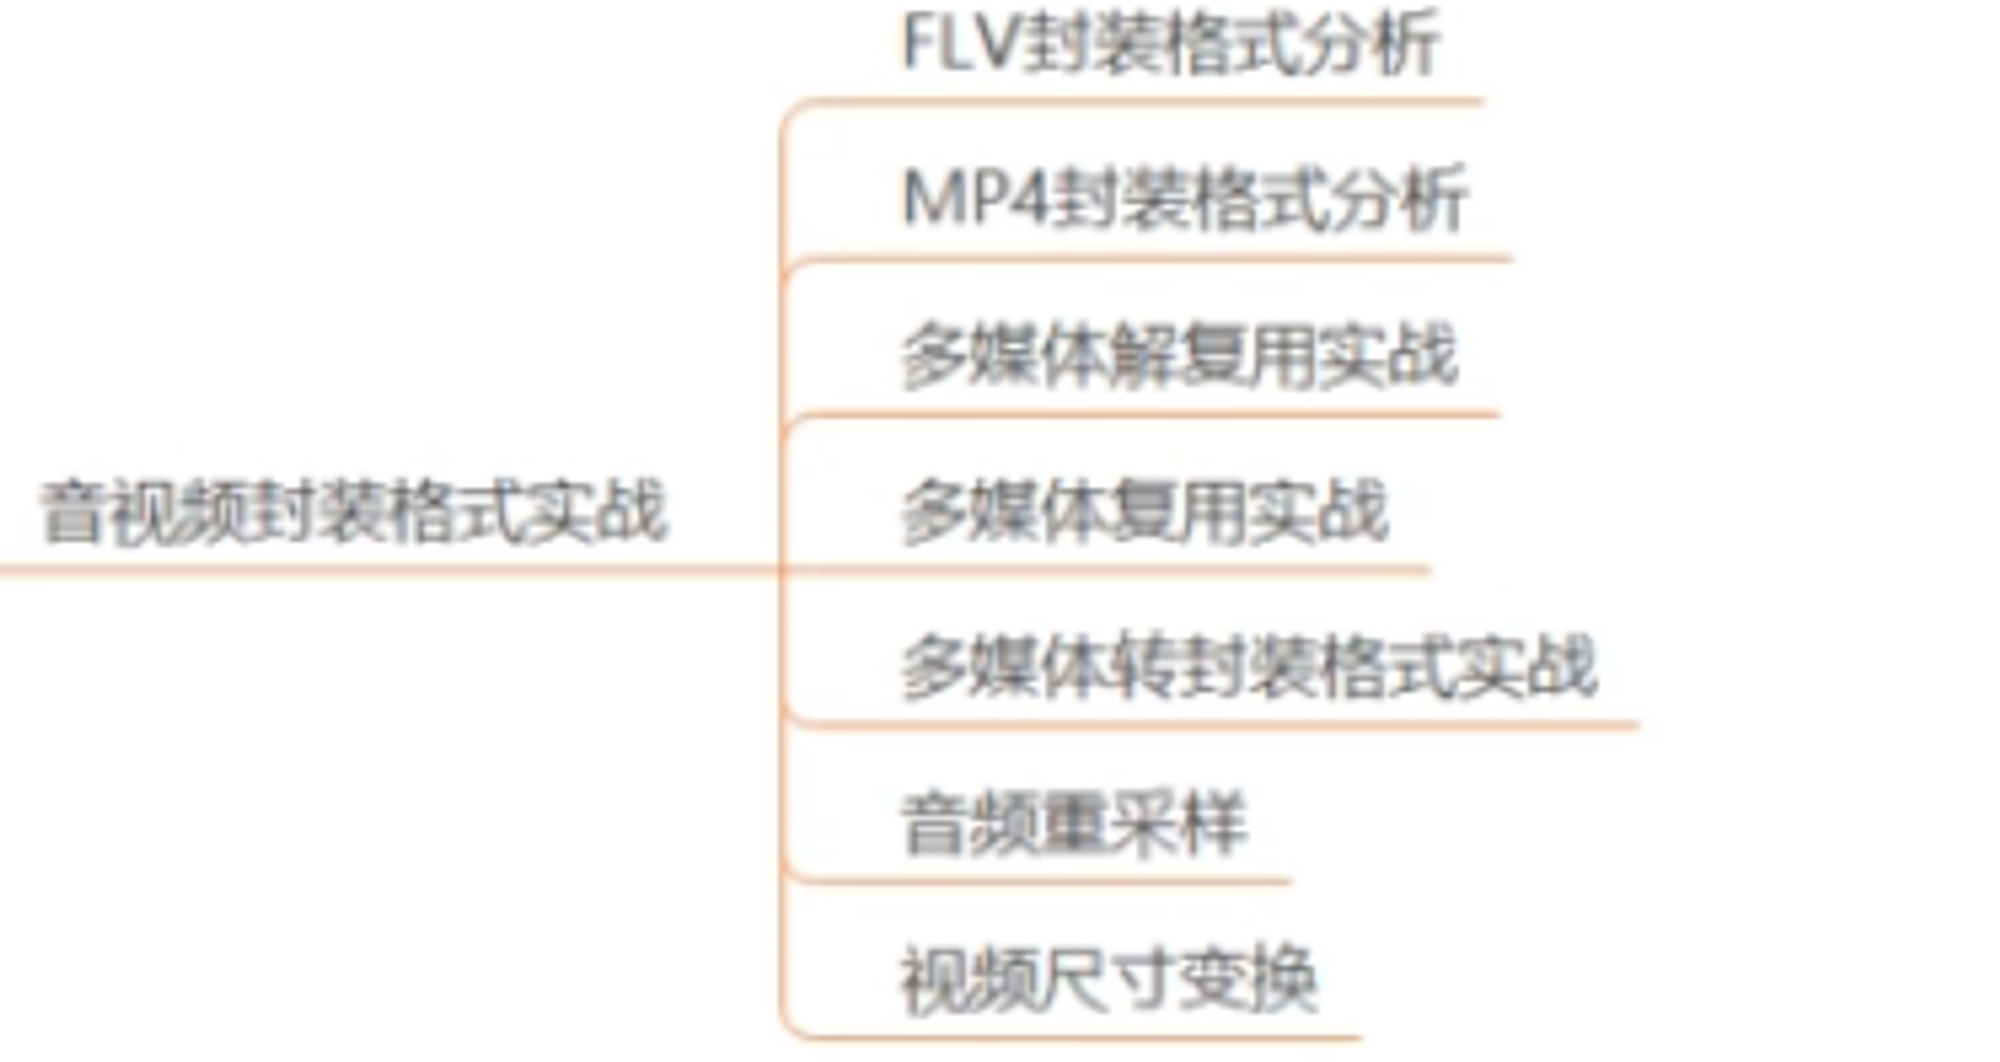 FLV封装格式分析
MP4封装格式分析
多媒体解复用实战
音视频封装格式实战
多媒体复用实战
多媒体转封装格式实战
音频重采样
视频尺寸变换